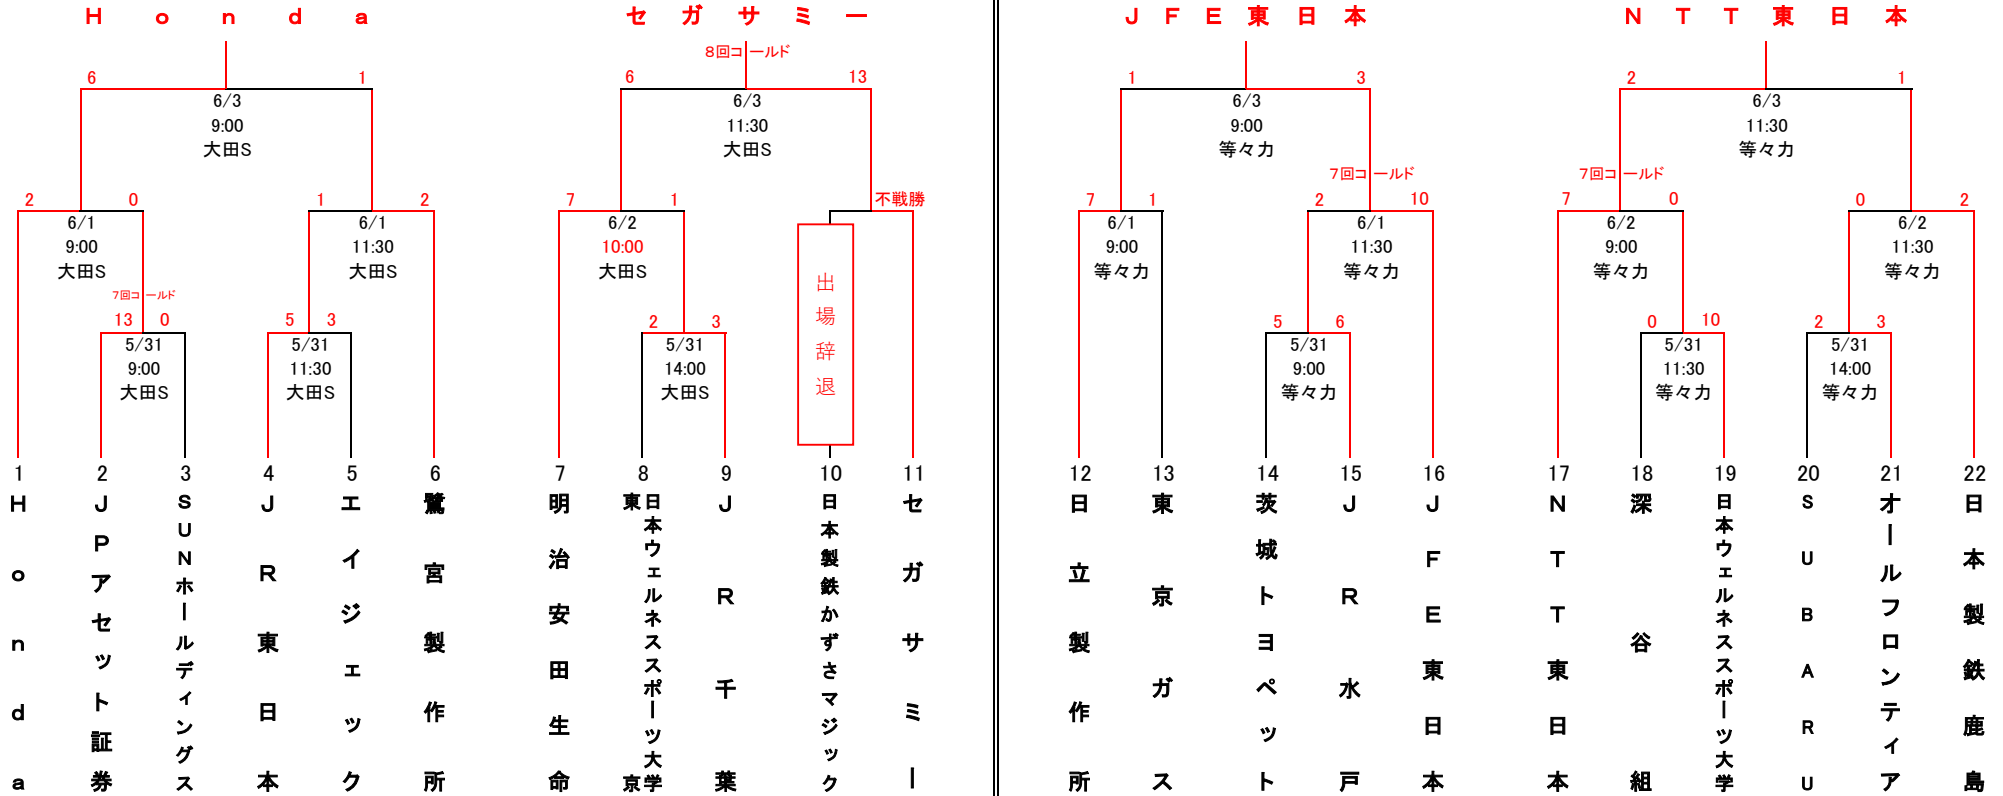 Ｈｏｎｄａ
セガサミー
ＪＦＥ東日本
ＮＴＴ東日本
8回コールド
6 1
6/3
9:00
大田S
6 13
6/3
11:30
大田S
1 3
6/3
9:00
等々力
2 1
6/3
11:30
等々力
2 0
6/1
9:00
大田S
1 2
6/1
11:30
大田S
7 1
6/2
10:00
大田S
不戦勝
7 1
6/1
9:00
等々力
7回コールド
2 10
6/1
11:30
等々力
7回コールド
7 0
6/2
9:00
等々力
0 2
6/2
11:30
等々力
7回コールド
13 0
5/31
9:00
大田S
5 3
5/31
11:30
大田S
2 3
5/31
14:00
大田S
出場辞退
5 6
5/31
9:00
等々力
0 10
5/31
11:30
等々力
2 3
5/31
14:00
等々力
1 Ｈｏｎｄａ
2 ＪＰアセット証券
3 ＳＵＮホールディングス
4 ＪＲ東日本
5 エイジェック
6 鷺宮製作所
7 明治安田生命
8 日本ウェルネススポーツ大学
東京
9 ＪＲ千葉
10 日本製鉄かずさマジック
11 セガサミー
12 日立製作所
13 東京ガス
14 茨城トヨペット
15 ＪＲ水戸
16 ＪＦＥ東日本
17 ＮＴＴ東日本
18 深谷組
19 日本ウェルネススポーツ大学
20 ＳＵＢＡＲＵ
21 オールフロンティア
22 日本製鉄鹿島